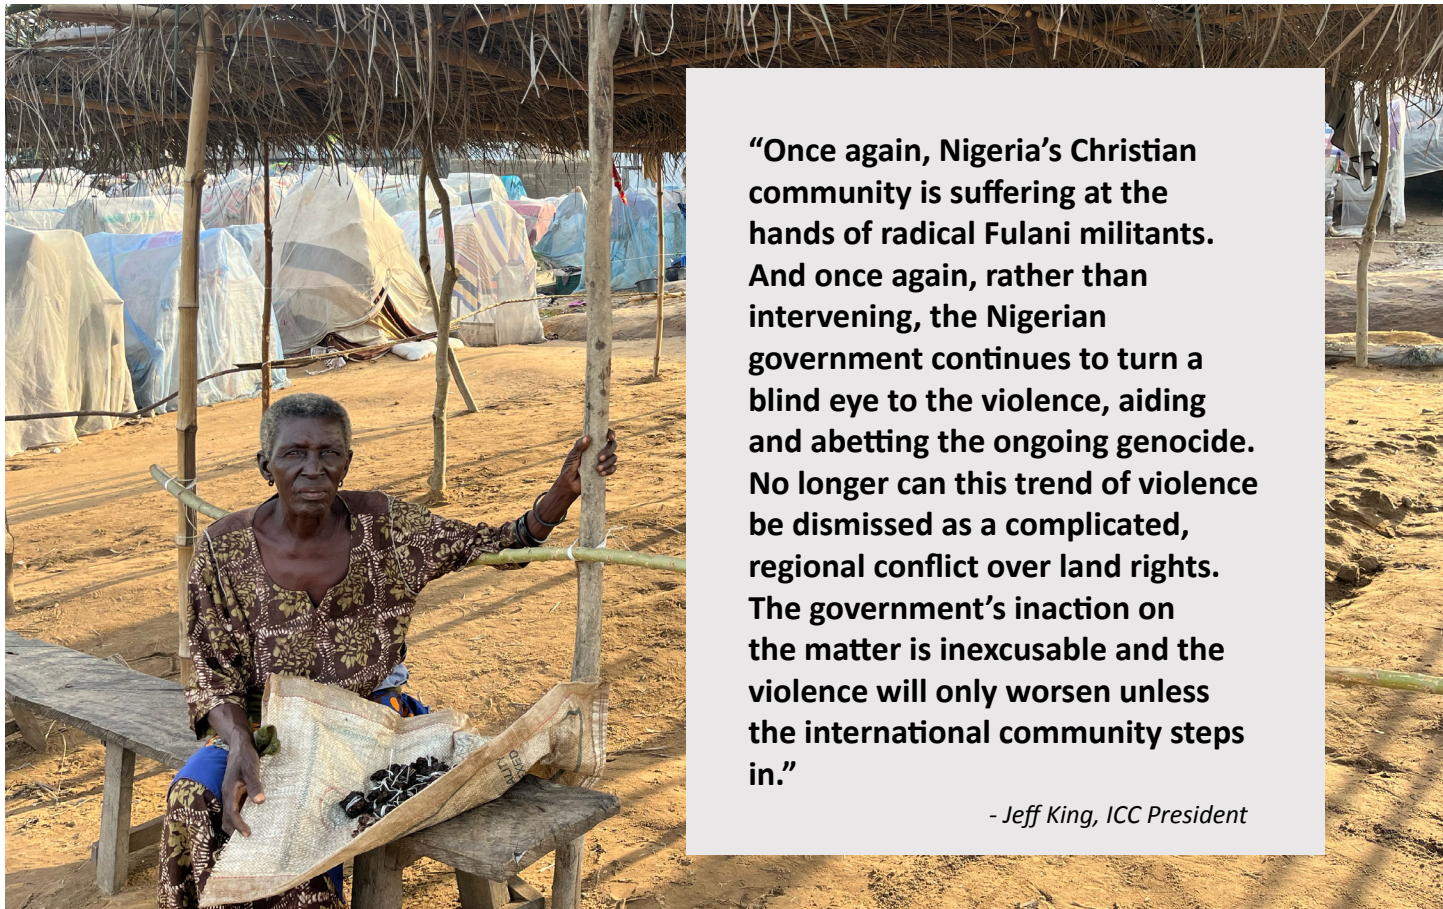 “Once again, Nigeria’s Christian
community is suffering at the
hands of radical Fulani militants.
And once again, rather than
intervening, the Nigerian
government continues to turn a
blind eye to the violence, aiding
and abetting the ongoing genocide.
No longer can this trend of violence
be dismissed as a complicated,
regional conflict over land rights.
The government’s inaction on
the matter is inexcusable and the
violence will only worsen unless
the international community steps
in.”
- Jeff King, ICC President